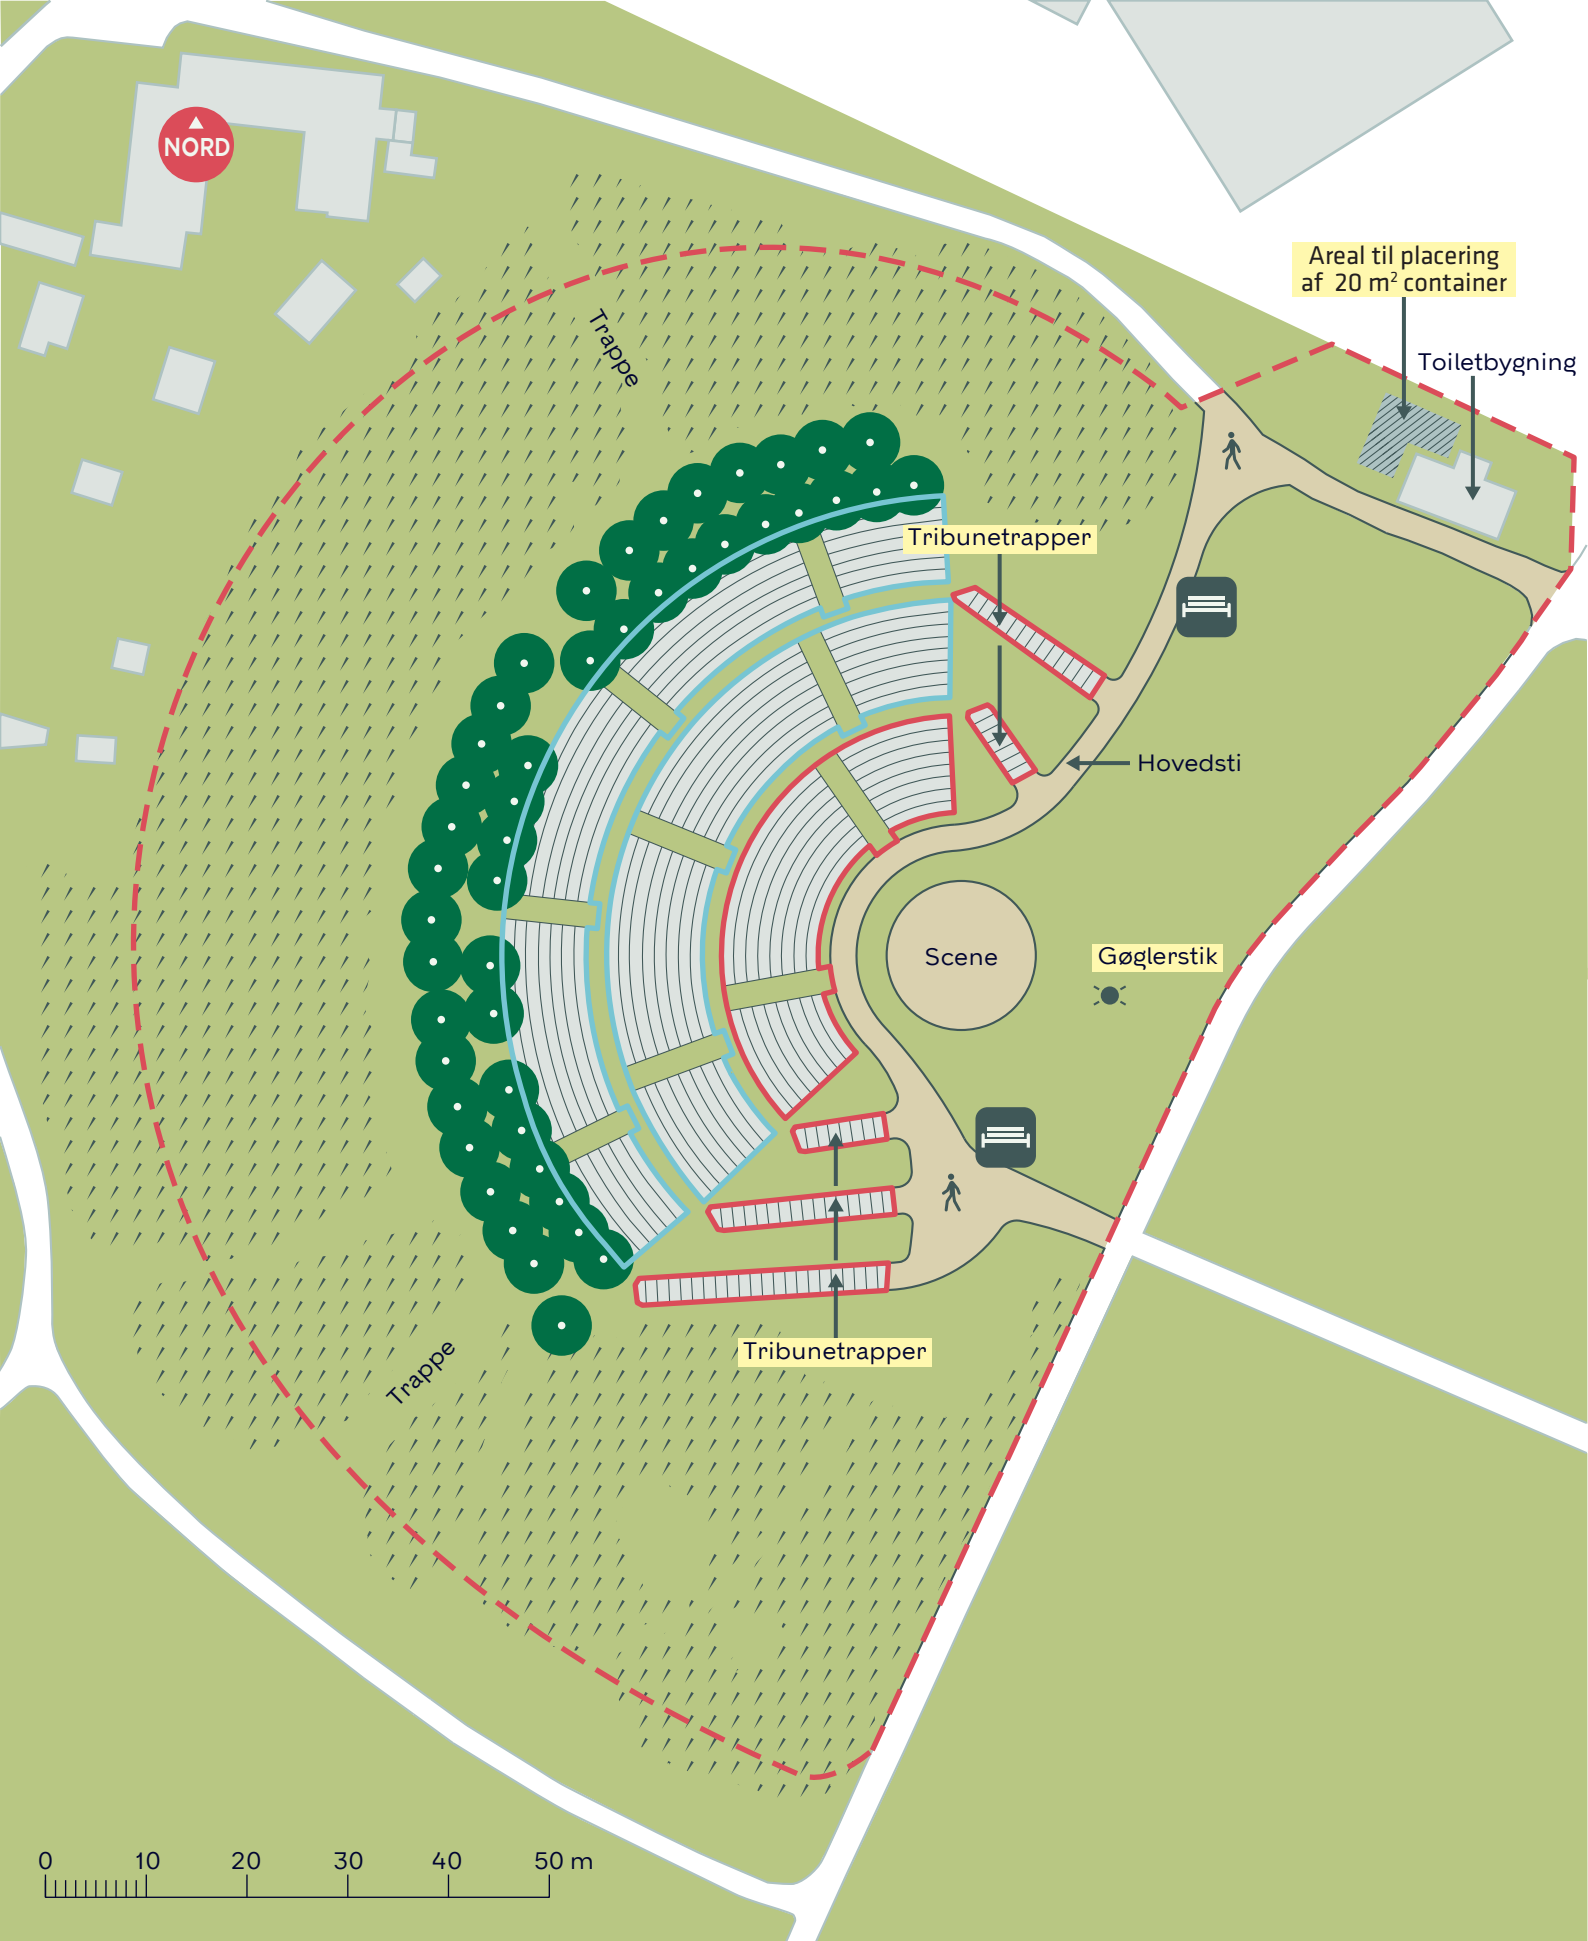 NORD
Areal til placering
af 20 m² container
Trappe
Toiletbygning
Tribunetrapper
Hovedsti
Scene
Gøglerstik
Tribunetrapper
Trappe
0 10 20 30 40 50 m